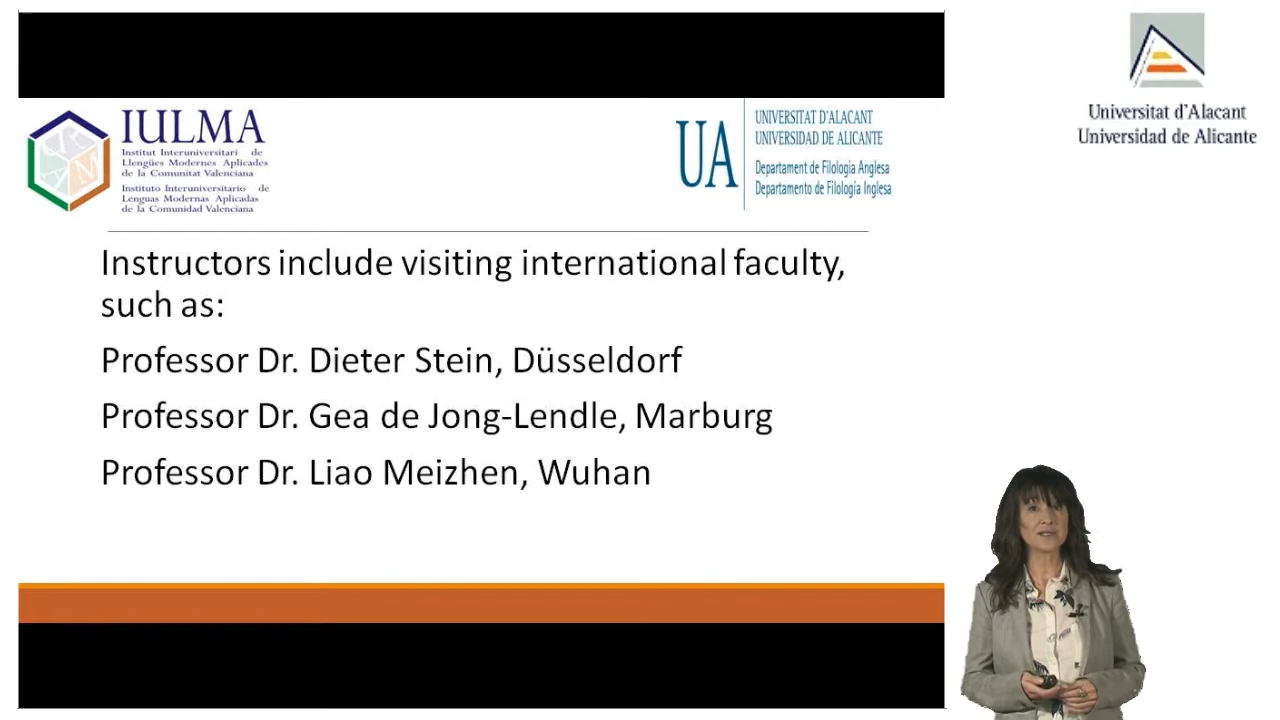 IULMA
Institut Interuniversitari de
Llengües Modernes Aplicades
de la Comunitat Valenciana
Instituto Interuniversitario de
Lenguas Modernas Aplicadas
de la Comunidad Valenciana
UA
UNIVERSITAT D'ALACANT
UNIVERSIDAD DE ALICANTE
Departament de Filologia Anglesa
Departamento de Filología Inglesa
Universitat d'Alacant
Universidad de Alicante
Instructors include visiting international faculty,
such as:
Professor Dr. Dieter Stein, Düsseldorf
Professor Dr. Gea de Jong-Lendle, Marburg
Professor Dr. Liao Meizhen, Wuhan